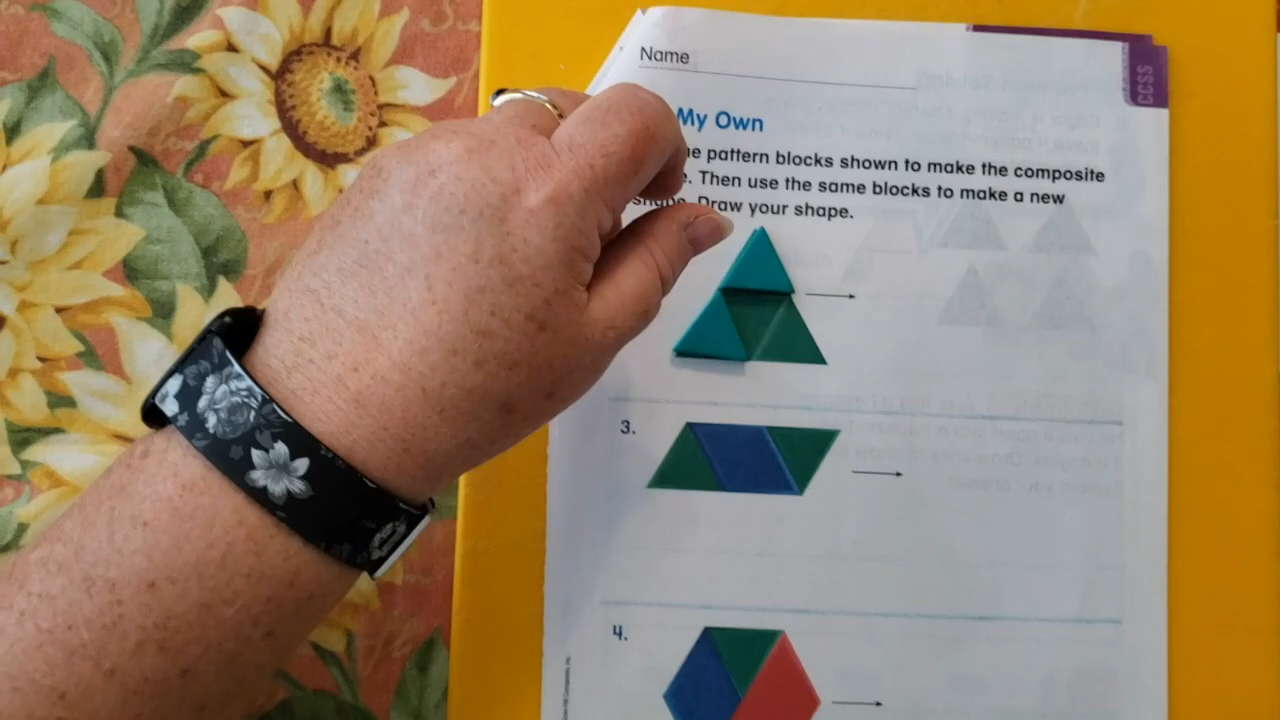 Name
CCSS
My Own
pattern blocks shown to make the composite
Then use the same blocks to make a new
shape. Draw your shape.
3.
4.